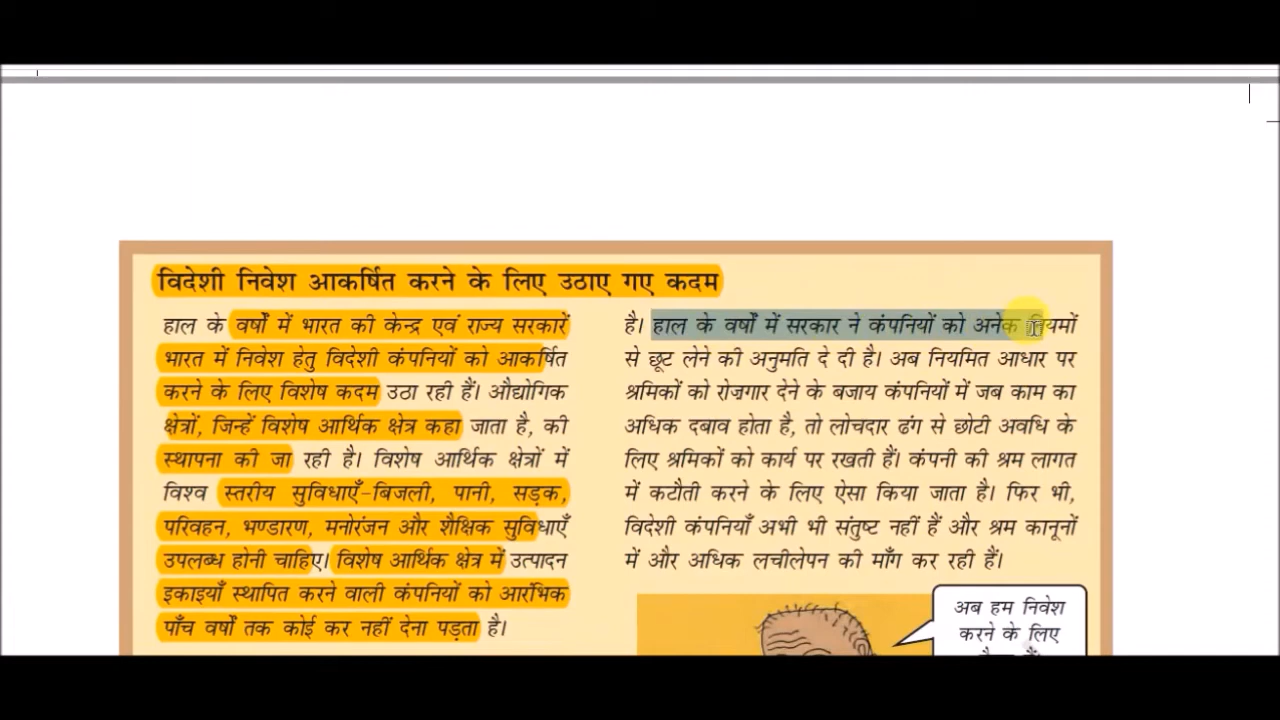 विदेशी निवेश आकर्षित करने के लिए उठाए गए कदम
हाल के वर्षों में भारत की केन्द्र एवं राज्य सरकारें
भारत में निवेश हेतु विदेशी कंपनियों को आकर्षित
करने के लिए विशेष कदम उठा रही हैं। औद्योगिक
क्षेत्रों, जिन्हें विशेष आर्थिक क्षेत्र कहा जाता है, की
स्थापना की जा रही है। विशेष आर्थिक क्षेत्रों में
विश्व स्तरीय सुविधाएँ-बिजली, पानी, सड़क,
परिवहन, भण्डारण, मनोरंजन और शैक्षिक सुविधाएँ
उपलब्ध होनी चाहिए। विशेष आर्थिक क्षेत्र में उत्पादन
इकाइयाँ स्थापित करने वाली कंपनियों को आरंभिक
पाँच वर्षों तक कोई कर नहीं देना पड़ता है।
है। हाल के वर्षों में सरकार ने कंपनियों को अनेक नियमों
से छूट लेने की अनुमति दे दी है। अब नियमित आधार पर
श्रमिकों को रोज़गार देने के बजाय कंपनियों में जब काम का
अधिक दबाव होता है, तो लोचदार ढंग से छोटी अवधि के
लिए श्रमिकों को कार्य पर रखती हैं। कंपनी की श्रम लागत
में कटौती करने के लिए ऐसा किया जाता है। फिर भी,
विदेशी कंपनियाँ अभी भी संतुष्ट नहीं हैं और श्रम कानूनों
में और अधिक लचीलेपन की माँग कर रही हैं।
अब हम निवेश
करने के लिए